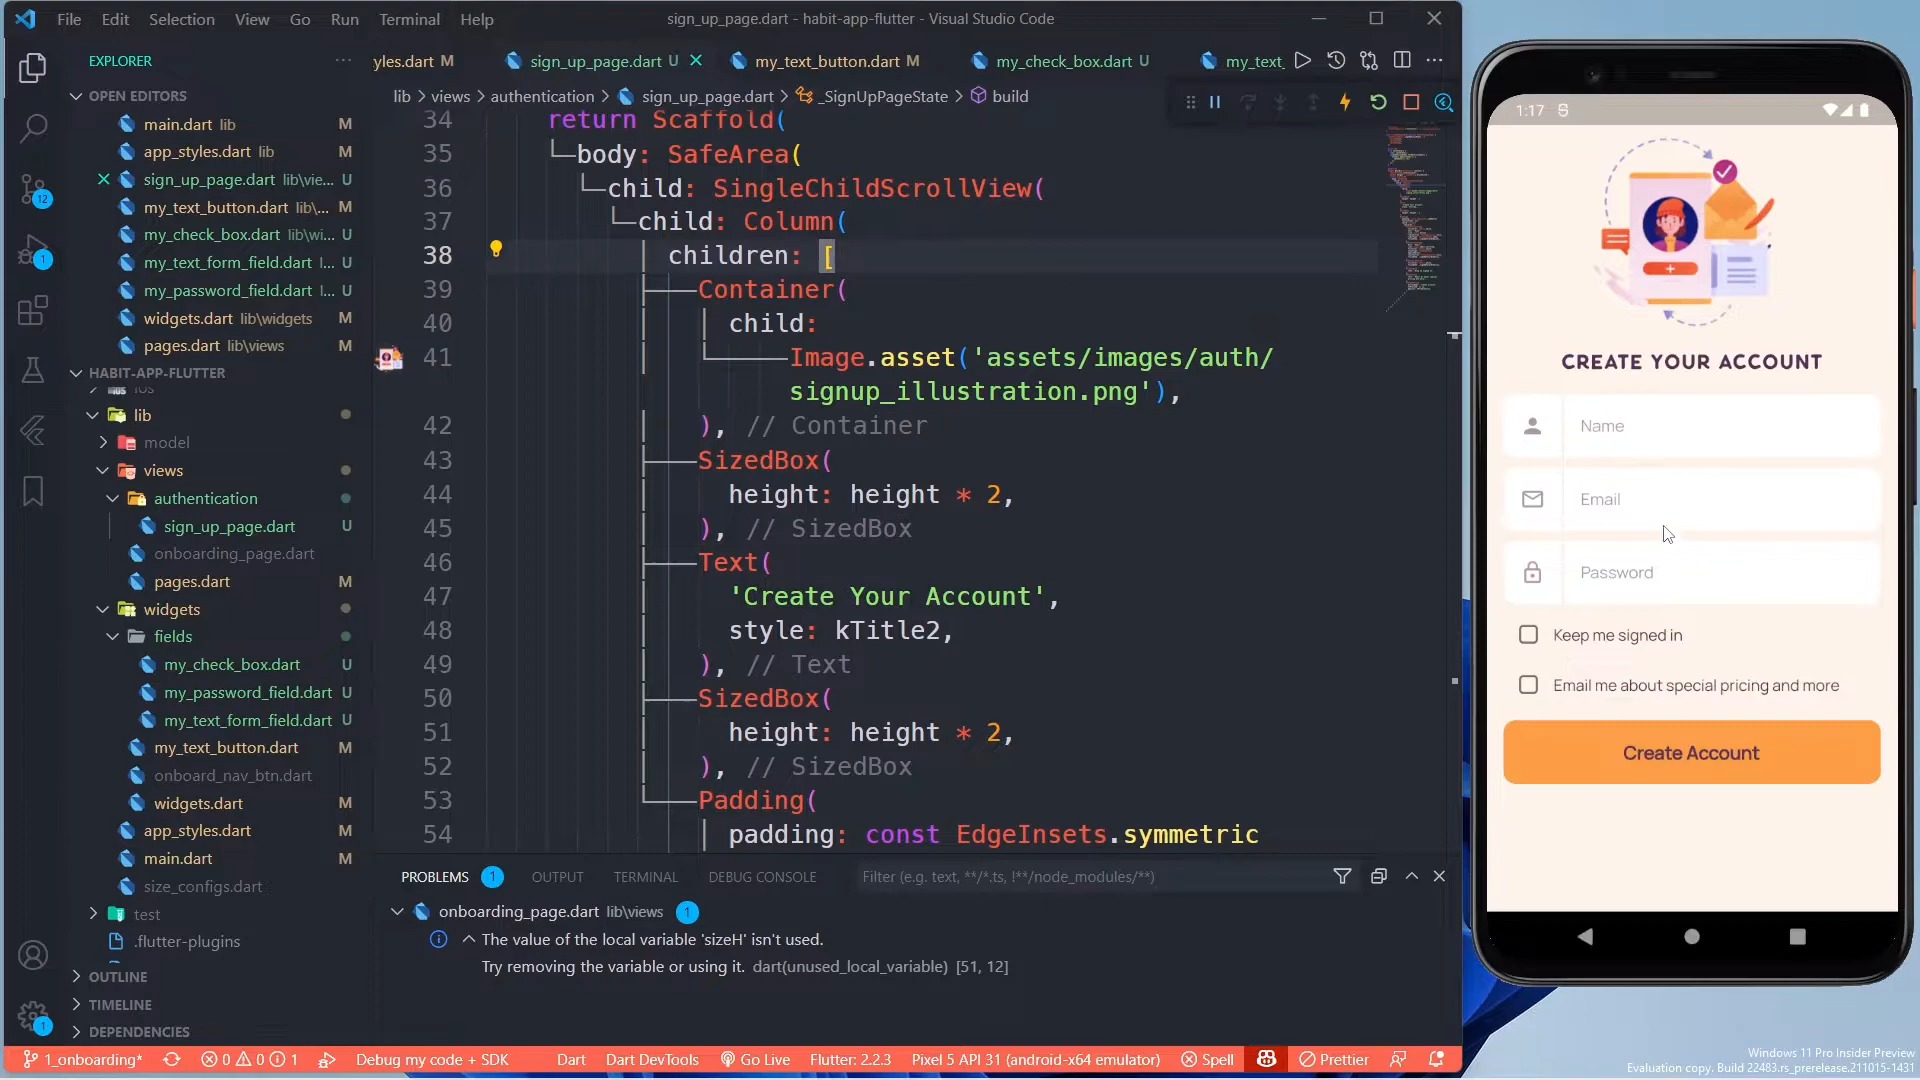 File Edit Selection View Go Run Terminal Help
sign_up_page.dart - habit-app-flutter - Visual Studio Code
EXPLORER
yles.dart M
sign_up_page.dart U
my_text_button.dart M
my_check_box.dart U
my_text_
lib > views > authentication > sign_up_page.dart > _SignUpPageState > build
OPEN EDITORS
main.dart lib M
app_styles.dart lib M
sign_up_page.dart lib\vie... U
my_text_button.dart lib\... M
my_check_box.dart lib\wi... U
my_text_form_field.dart l... U
my_password_field.dart l... U
widgets.dart lib\widgets M
pages.dart lib\views M
HABIT-APP-FLUTTER
ios
lib
model
views
authentication
sign_up_page.dart U
onboarding_page.dart
pages.dart M
widgets
fields
my_check_box.dart U
my_password_field.dart U
my_text_form_field.dart U
my_text_button.dart M
onboard_nav_btn.dart
widgets.dart M
app_styles.dart M
main.dart M
size_configs.dart
test
.flutter-plugins
OUTLINE
TIMELINE
DEPENDENCIES
12
1
1
34 return Scaffold(
35 body: SafeArea(
36 child: SingleChildScrollView(
37 child: Column(
38 children: [
39 Container(
40 child:
41 Image.asset('assets/images/auth/
signup_illustration.png'),
42 ), // Container
43 SizedBox(
44 height: height * 2,
45 ), // SizedBox
46 Text(
47 'Create Your Account',
48 style: kTitle2,
49 ), // Text
50 SizedBox(
51 height: height * 2,
52 ), // SizedBox
53 Padding(
54 padding: const EdgeInsets.symmetric
PROBLEMS 1 OUTPUT TERMINAL DEBUG CONSOLE
Filter (e.g. text, **/*.ts, !**/node_modules/**)
onboarding_page.dart lib\views 1
The value of the local variable 'sizeH' isn't used.
Try removing the variable or using it. dart(unused_local_variable) [51, 12]
1_onboarding* 0 0 1 Debug my code + SDK Dart Dart DevTools Go Live Flutter: 2.2.3 Pixel 5 API 31 (android-x64 emulator) Spell Prettier
1:17
CREATE YOUR ACCOUNT
Name
Email
Password
Keep me signed in
Email me about special pricing and more
Create Account
Windows 11 Pro Insider Preview
Evaluation copy. Build 22483.rs_prerelease.211015-1431